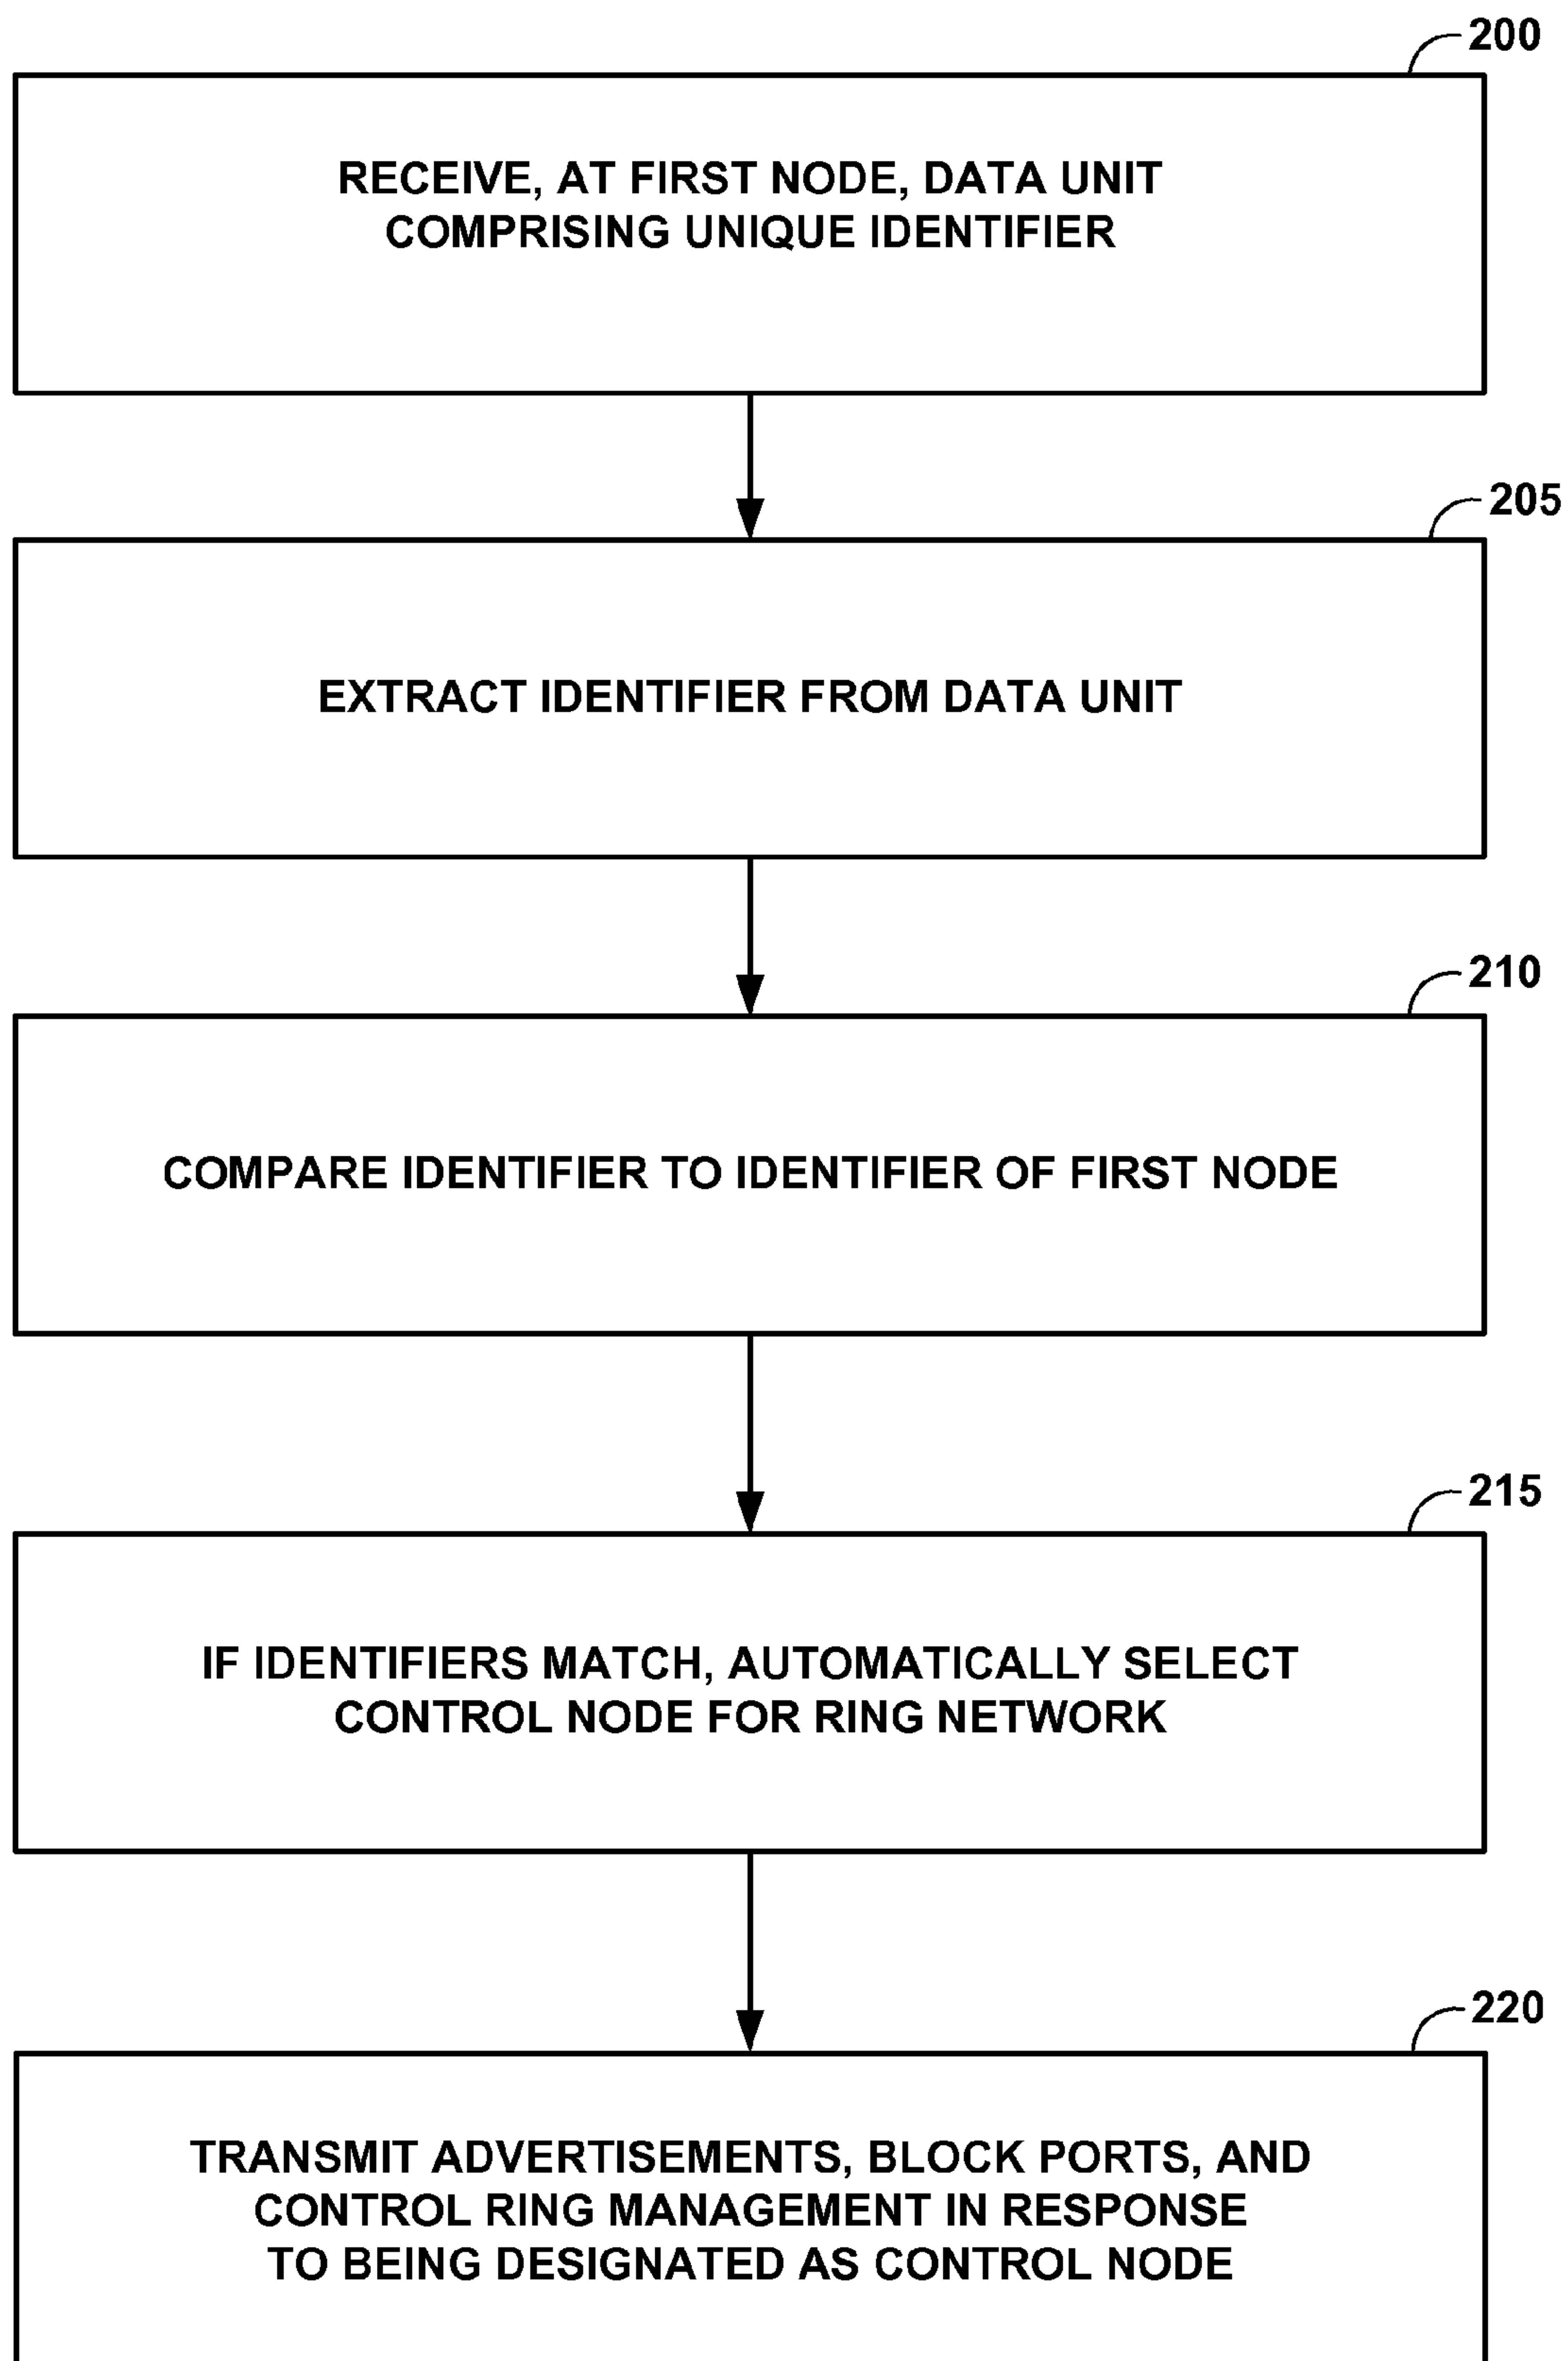 200
RECEIVE, AT FIRST NODE, DATA UNIT
COMPRISING UNIQUE IDENTIFIER
205
EXTRACT IDENTIFIER FROM DATA UNIT
210
COMPARE IDENTIFIER TO IDENTIFIER OF FIRST NODE
215
IF IDENTIFIERS MATCH, AUTOMATICALLY SELECT
CONTROL NODE FOR RING NETWORK
220
TRANSMIT ADVERTISEMENTS, BLOCK PORTS, AND
CONTROL RING MANAGEMENT IN RESPONSE
TO BEING DESIGNATED AS CONTROL NODE